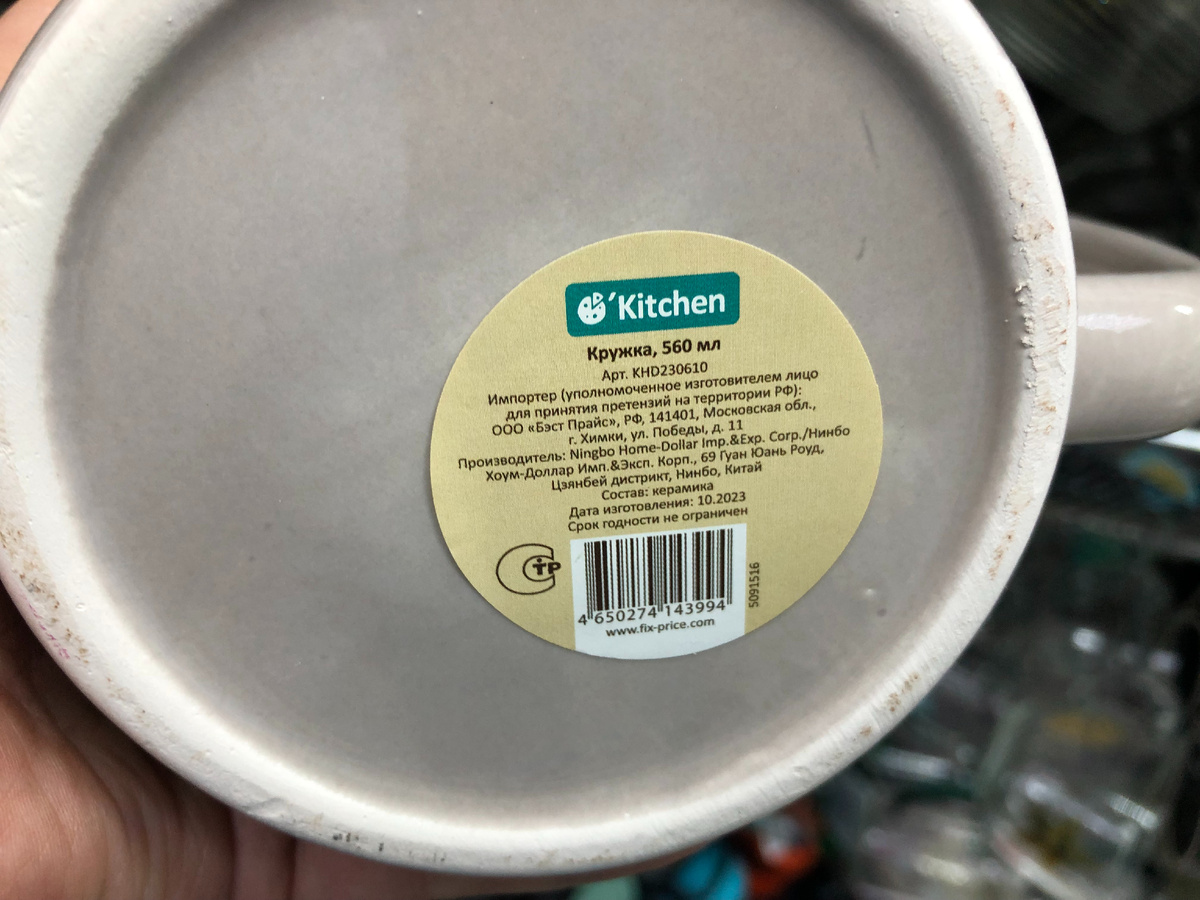 'Kitchen
Кружка, 560 мл
Арт. KHD230610
Импортер (уполномоченное изготовителем лицо
для принятия претензий на территории РФ):
ООО «Бэст Прайс», РФ, 141401, Московская обл.,
г. Химки, ул. Победы, д. 11
Производитель: Ningbo Home-Dollar Imp.&Exp. Corp./Нинбо
Хоум-Доллар Имп.&Эксп. Корп., 69 Гуан Юань Роуд,
Цзянбей дистрикт, Нинбо, Китай
Состав: керамика
Дата изготовления: 10.2023
Срок годности не ограничен
СТР
4 650274 143994
www.fix-price.com
5091516